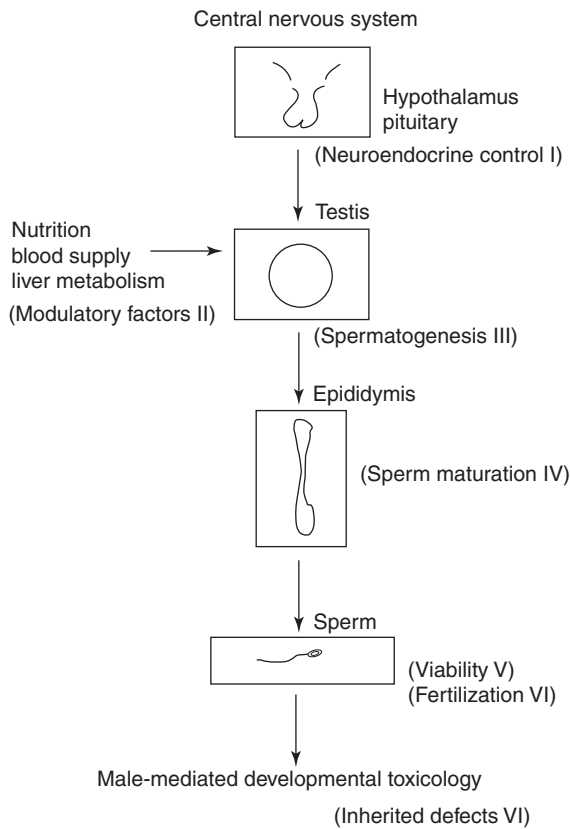 Central nervous system
Hypothalamus
pituitary
(Neuroendocrine control I)
Testis
Nutrition
blood supply
liver metabolism
(Modulatory factors II)
(Spermatogenesis III)
Epididymis
(Sperm maturation IV)
Sperm
(Viability V)
(Fertilization VI)
Male-mediated developmental toxicology
(Inherited defects VI)